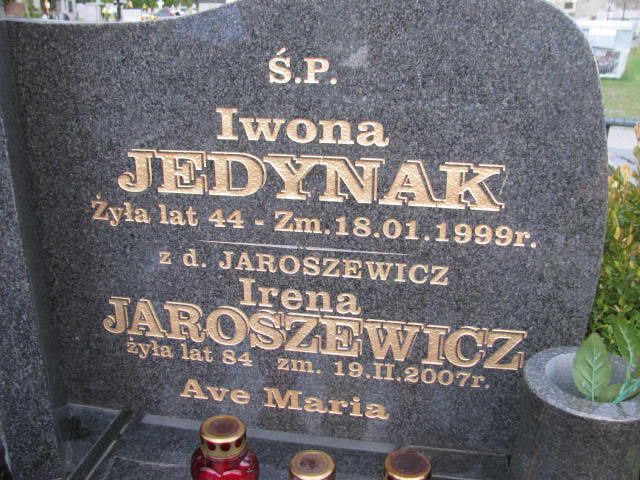 Ś.P.
Iwona
JEDYNAK
Żyła lat 44 - Zm. 18.01.1999r.
z d. JAROSZEWICZ
Irena
JAROSZEWICZ
żyła lat 84 zm. 19.II.2007r.
Ave Maria